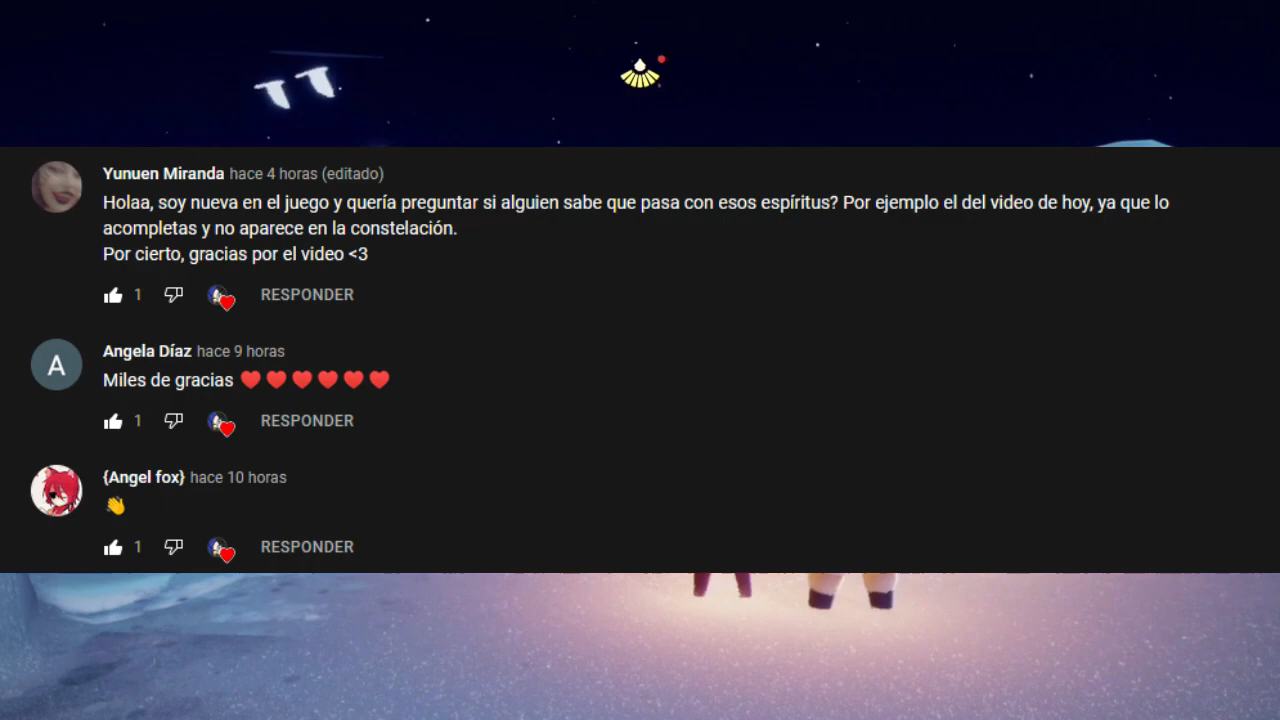 Yunuen Miranda hace 4 horas (editado)
Holaa, soy nueva en el juego y quería preguntar si alguien sabe que pasa con esos espíritus? Por ejemplo el del video de hoy, ya que lo
acompletas y no aparece en la constelación.
Por cierto, gracias por el video <3
1 RESPONDER
A
Angela Díaz hace 9 horas
Miles de gracias ❤️❤️❤️❤️❤️❤️
1 RESPONDER
{Angel fox} hace 10 horas
👏
1 RESPONDER